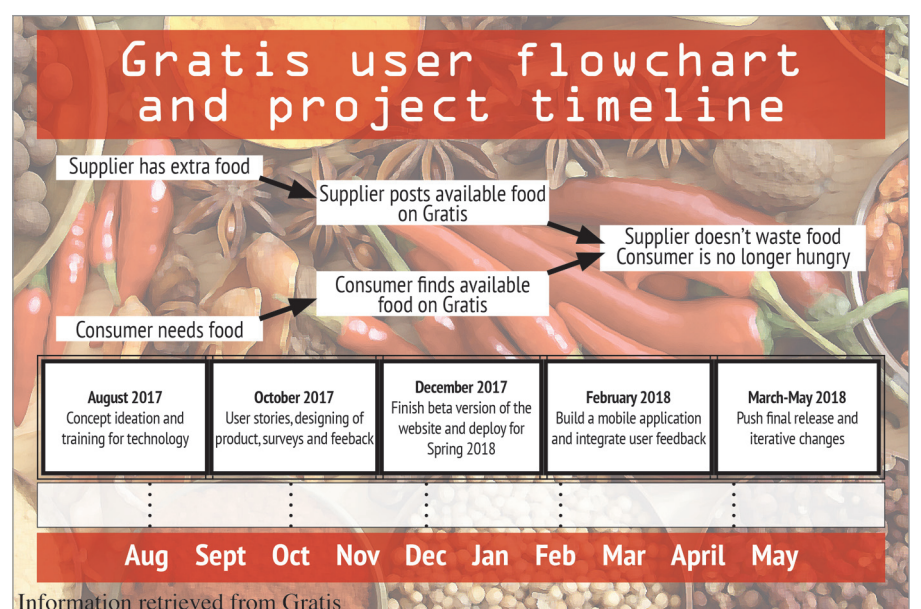 Gratis user flowchart
and project timeline
Supplier has extra food
Supplier posts available food
on Gratis
Supplier doesn't waste food
Consumer is no longer hungry
Consumer finds available
food on Gratis
Consumer needs food
August 2017
Concept ideation and
training for technology
October 2017
User stories, designing of
product, surveys and feeback
December 2017
Finish beta version of the
website and deploy for
Spring 2018
February 2018
Build a mobile application
and integrate user feedback
March-May 2018
Push final release and
iterative changes
Aug Sept Oct Nov Dec Jan Feb Mar April May
Information retrieved from Gratis